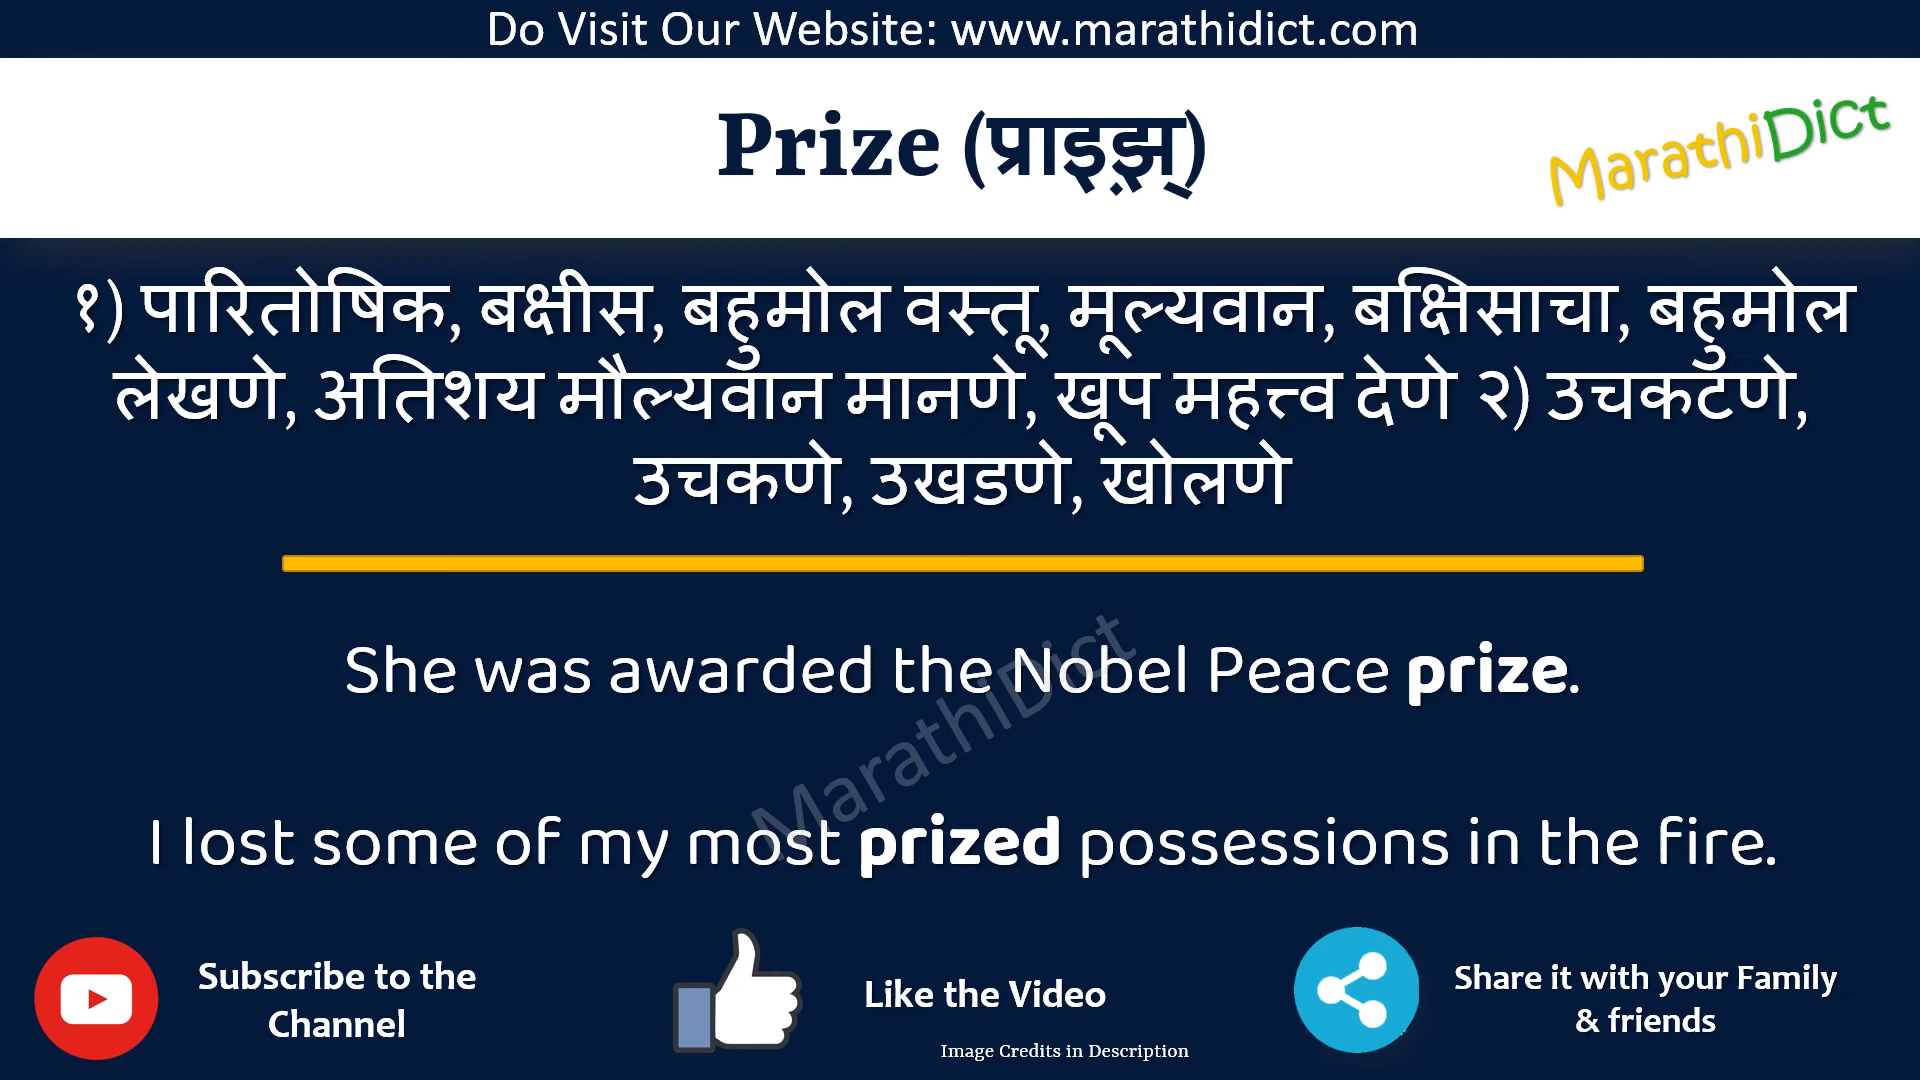 Do Visit Our Website: www.marathidict.com
Prize (प्राइझ़्)
MarathiDict
१) पारितोषिक, बक्षीस, बहुमोल वस्तू, मूल्यवान, बक्षिसाचा, बहुमोल
लेखणे, अतिशय मौल्यवान मानणे, खूप महत्त्व देणे २) उचकटणे,
उचकणे, उखडणे, खोलणे
She was awarded the Nobel Peace prize.
MarathiDict
I lost some of my most prized possessions in the fire.
Subscribe to the
Channel
Like the Video
Share it with your Family
& friends
Image Credits in Description